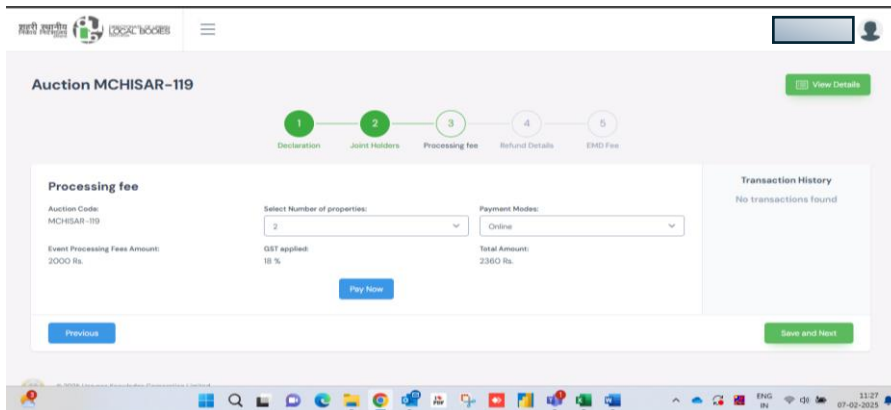 शहरी स्थानीय
LOCAL BODIES
Auction MCHISAR-119
View Details
1
2
3
4
5
Declaration
Joint Holders
Processing fee
Refund Details
EMD Fee
Processing fee
Auction Code:
MCHISAR -119
Select Number of properties:
2
Payment Modes:
Online
Event Processing Fees Amount:
2000 Rs.
GST applied:
18 %
Total Amount:
2360 Rs.
Pay Now
Previous
Save and Next
Transaction History
No transactions found
ENG
IN
11:27
07-02-2025